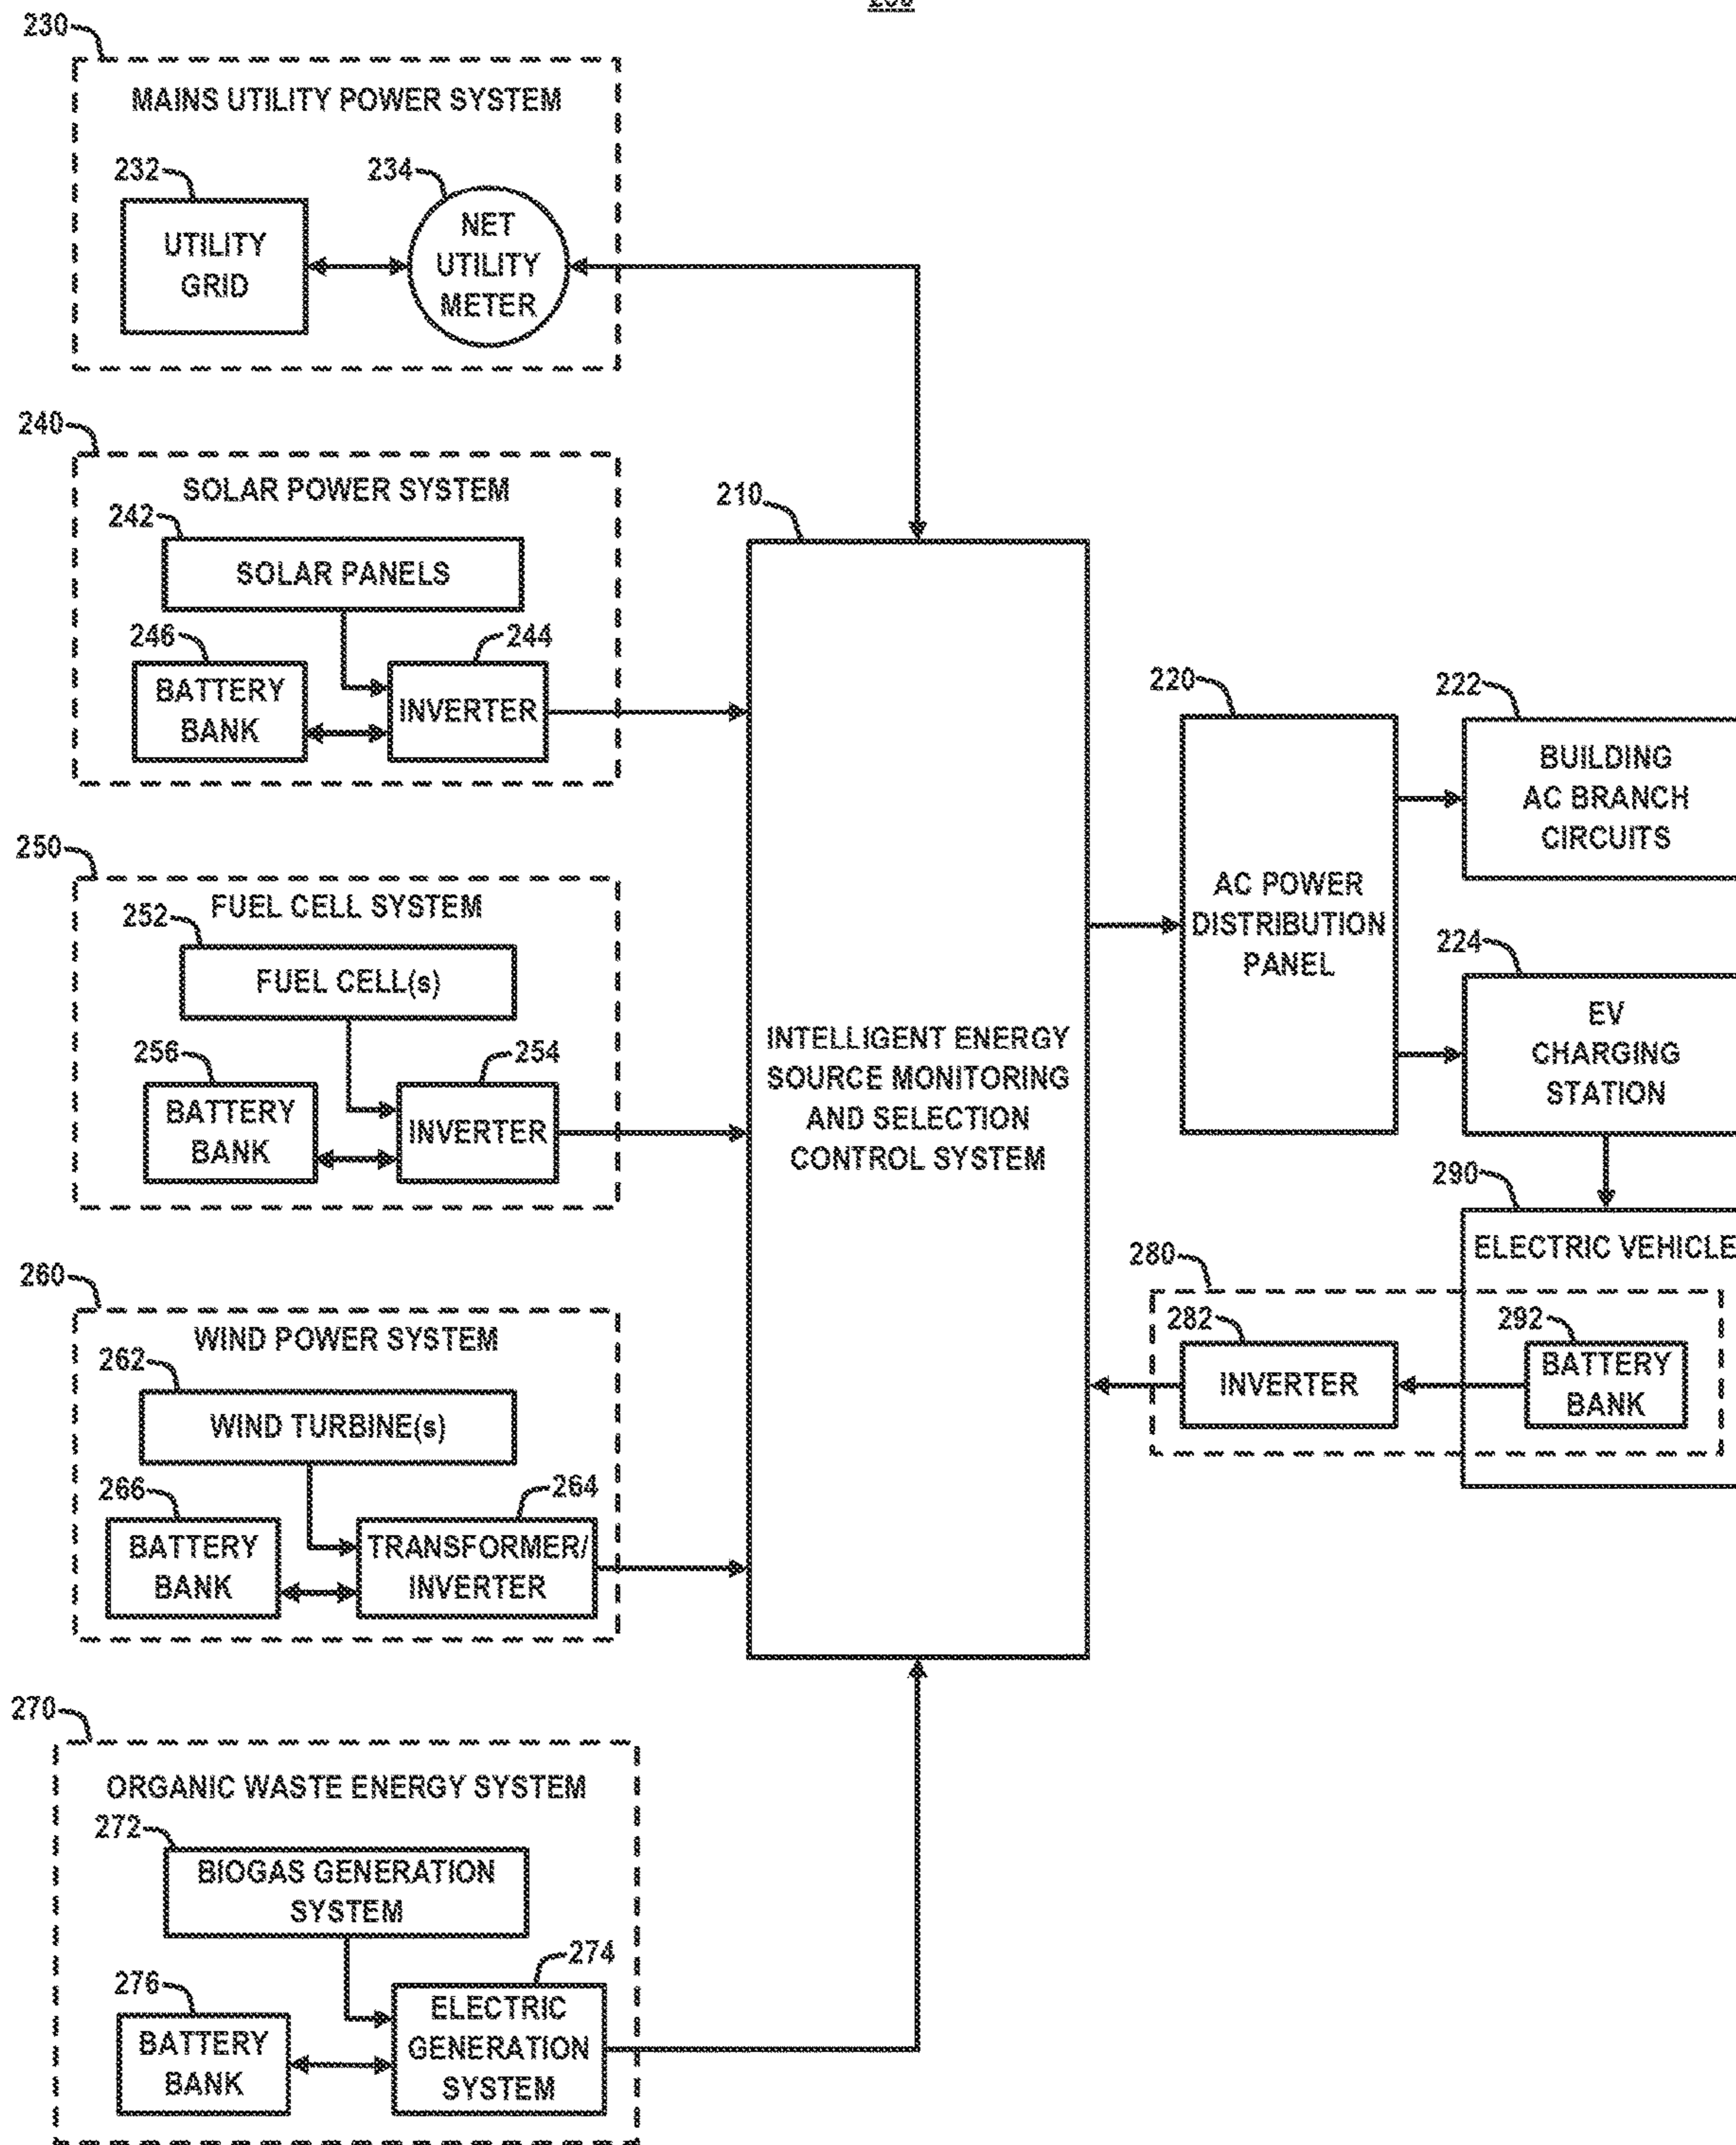 230
MAINS UTILITY POWER SYSTEM
232
234
UTILITY
GRID
NET
UTILITY
METER
240
SOLAR POWER SYSTEM
242
SOLAR PANELS
246
244
BATTERY
BANK
INVERTER
250
FUEL CELL SYSTEM
252
FUEL CELL(s)
256
254
BATTERY
BANK
INVERTER
260
WIND POWER SYSTEM
262
WIND TURBINE(s)
266
264
BATTERY
BANK
TRANSFORMER/
INVERTER
270
ORGANIC WASTE ENERGY SYSTEM
272
BIOGAS GENERATION
SYSTEM
276
274
BATTERY
BANK
ELECTRIC
GENERATION
SYSTEM
210
INTELLIGENT ENERGY
SOURCE MONITORING
AND SELECTION
CONTROL SYSTEM
220
AC POWER
DISTRIBUTION
PANEL
222
BUILDING
AC BRANCH
CIRCUITS
224
EV
CHARGING
STATION
290
ELECTRIC VEHICLE
280
282
INVERTER
292
BATTERY
BANK